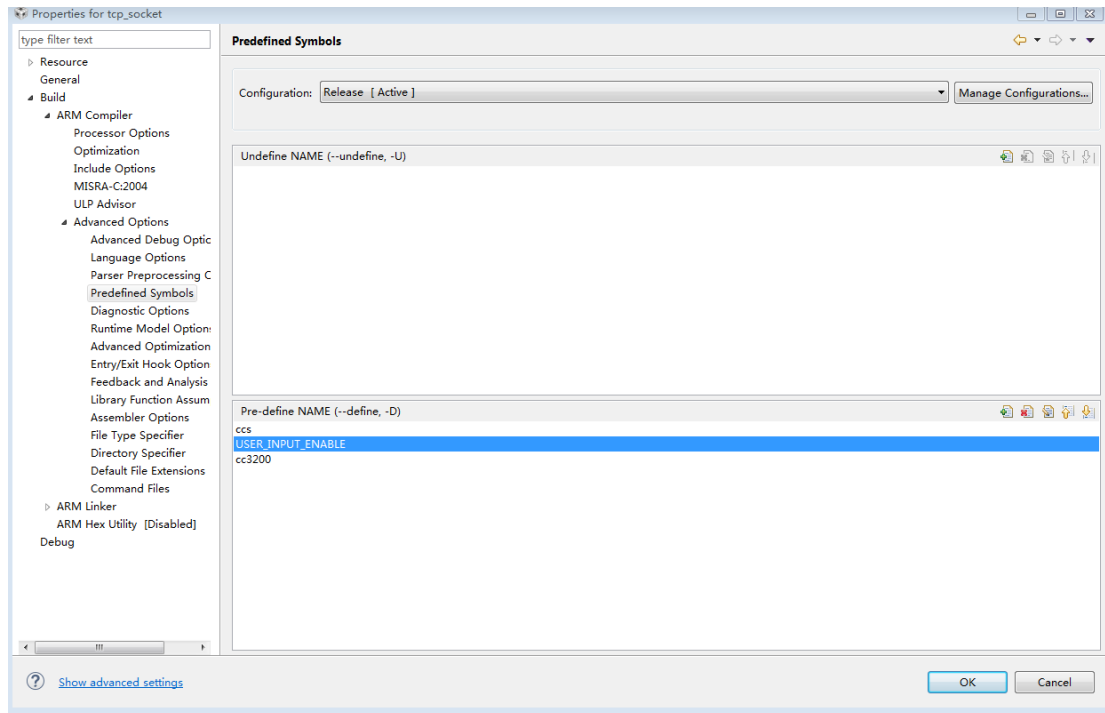 Properties for tcp_socket
type filter text
Predefined Symbols
Resource
General
Build
ARM Compiler
Processor Options
Optimization
Include Options
MISRA-C:2004
ULP Advisor
Advanced Options
Advanced Debug Optic
Language Options
Parser Preprocessing C
Predefined Symbols
Diagnostic Options
Runtime Model Option
Advanced Optimization
Entry/Exit Hook Option
Feedback and Analysis
Library Function Assum
Assembler Options
File Type Specifier
Directory Specifier
Default File Extensions
Command Files
ARM Linker
ARM Hex Utility [Disabled]
Debug
Configuration: Release [ Active ] Manage Configurations...
Undefine NAME (--undefine, -U)
Pre-define NAME (--define, -D)
ccs
USER_INPUT_ENABLE
cc3200
Show advanced settings
OK Cancel